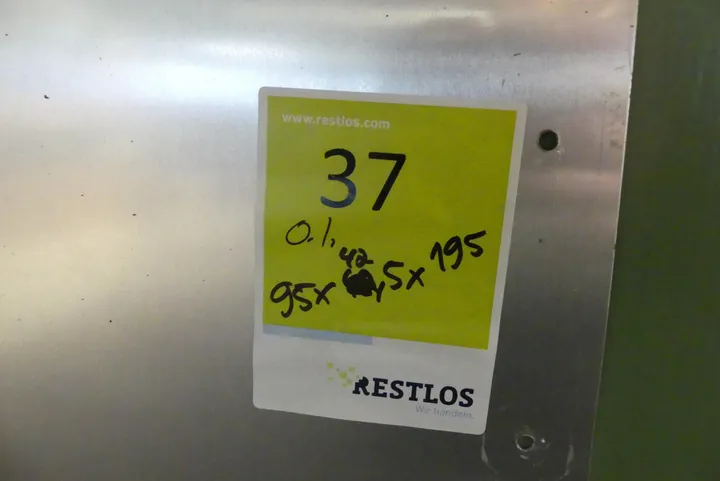 www.restlos.com
37
0.1,
42
95x ,5x 195
RESTLOS
Wir handeln.